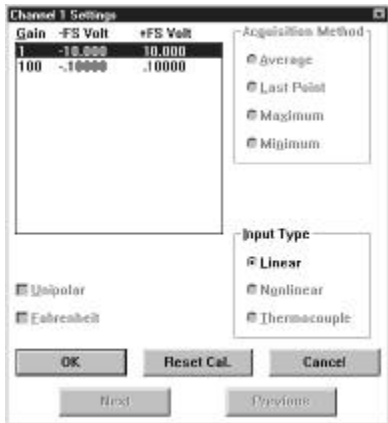 Channel 1 Settings
Gain -FS Volt +FS Volt
1 -10.000 10.000
100 -.10000 .10000
Acquisition Method
Average
Last Point
Maximum
Minimum
Input Type
Linear
Nonlinear
Thermocouple
Unipolar
Fahrenheit
OK Reset Cal. Cancel
Next Previous